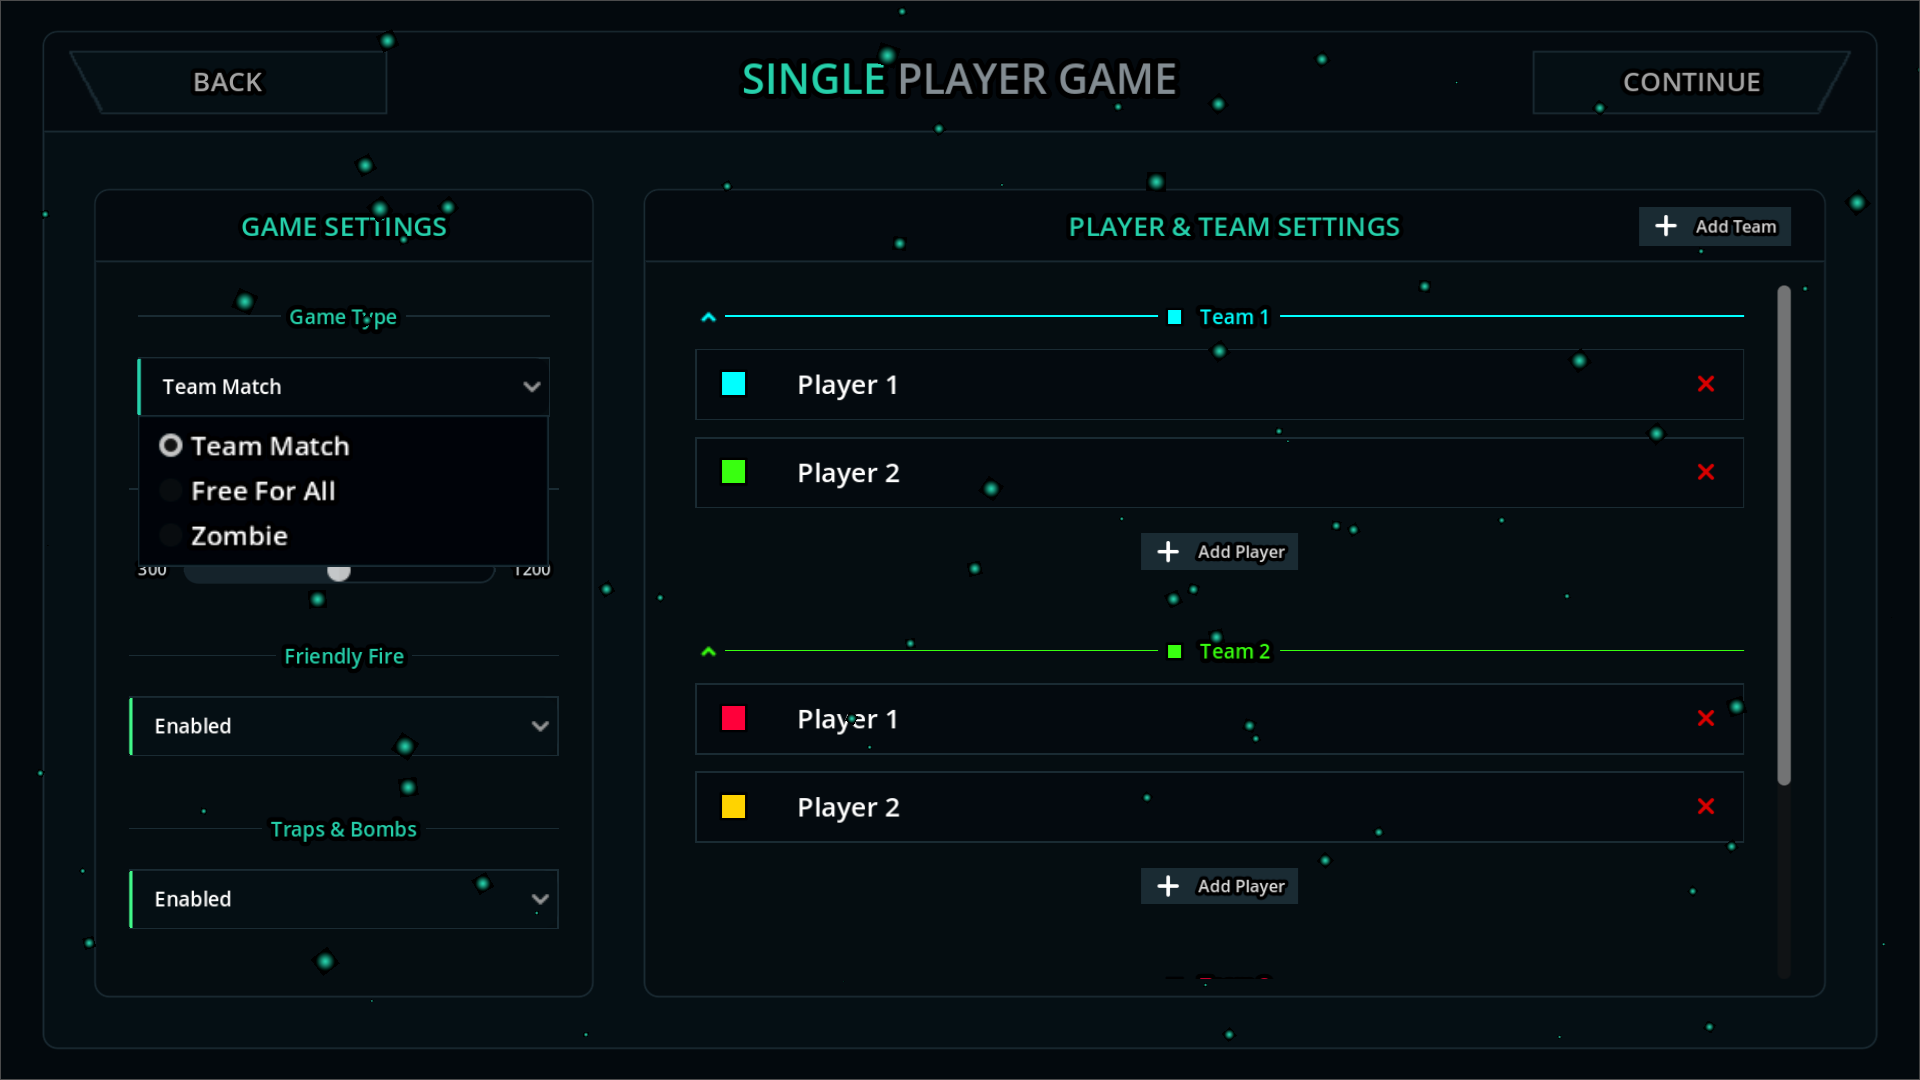 BACK
SINGLE PLAYER GAME
CONTINUE
GAME SETTINGS
Game Type
Team Match
Team Match
Free For All
Zombie
300
1200
Friendly Fire
Enabled
Traps & Bombs
Enabled
PLAYER & TEAM SETTINGS
Add Team
Team 1
Player 1
Player 2
Add Player
Team 2
Player 1
Player 2
Add Player